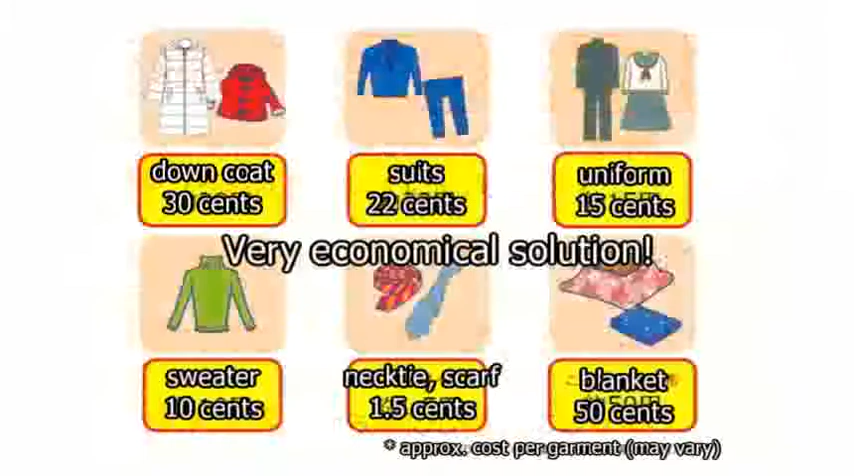 down coat
30 cents
suits
22 cents
uniform
15 cents
Very economical solution!
sweater
10 cents
necktie, scarf
1.5 cents
blanket
50 cents
* approx. cost per garment (may vary)